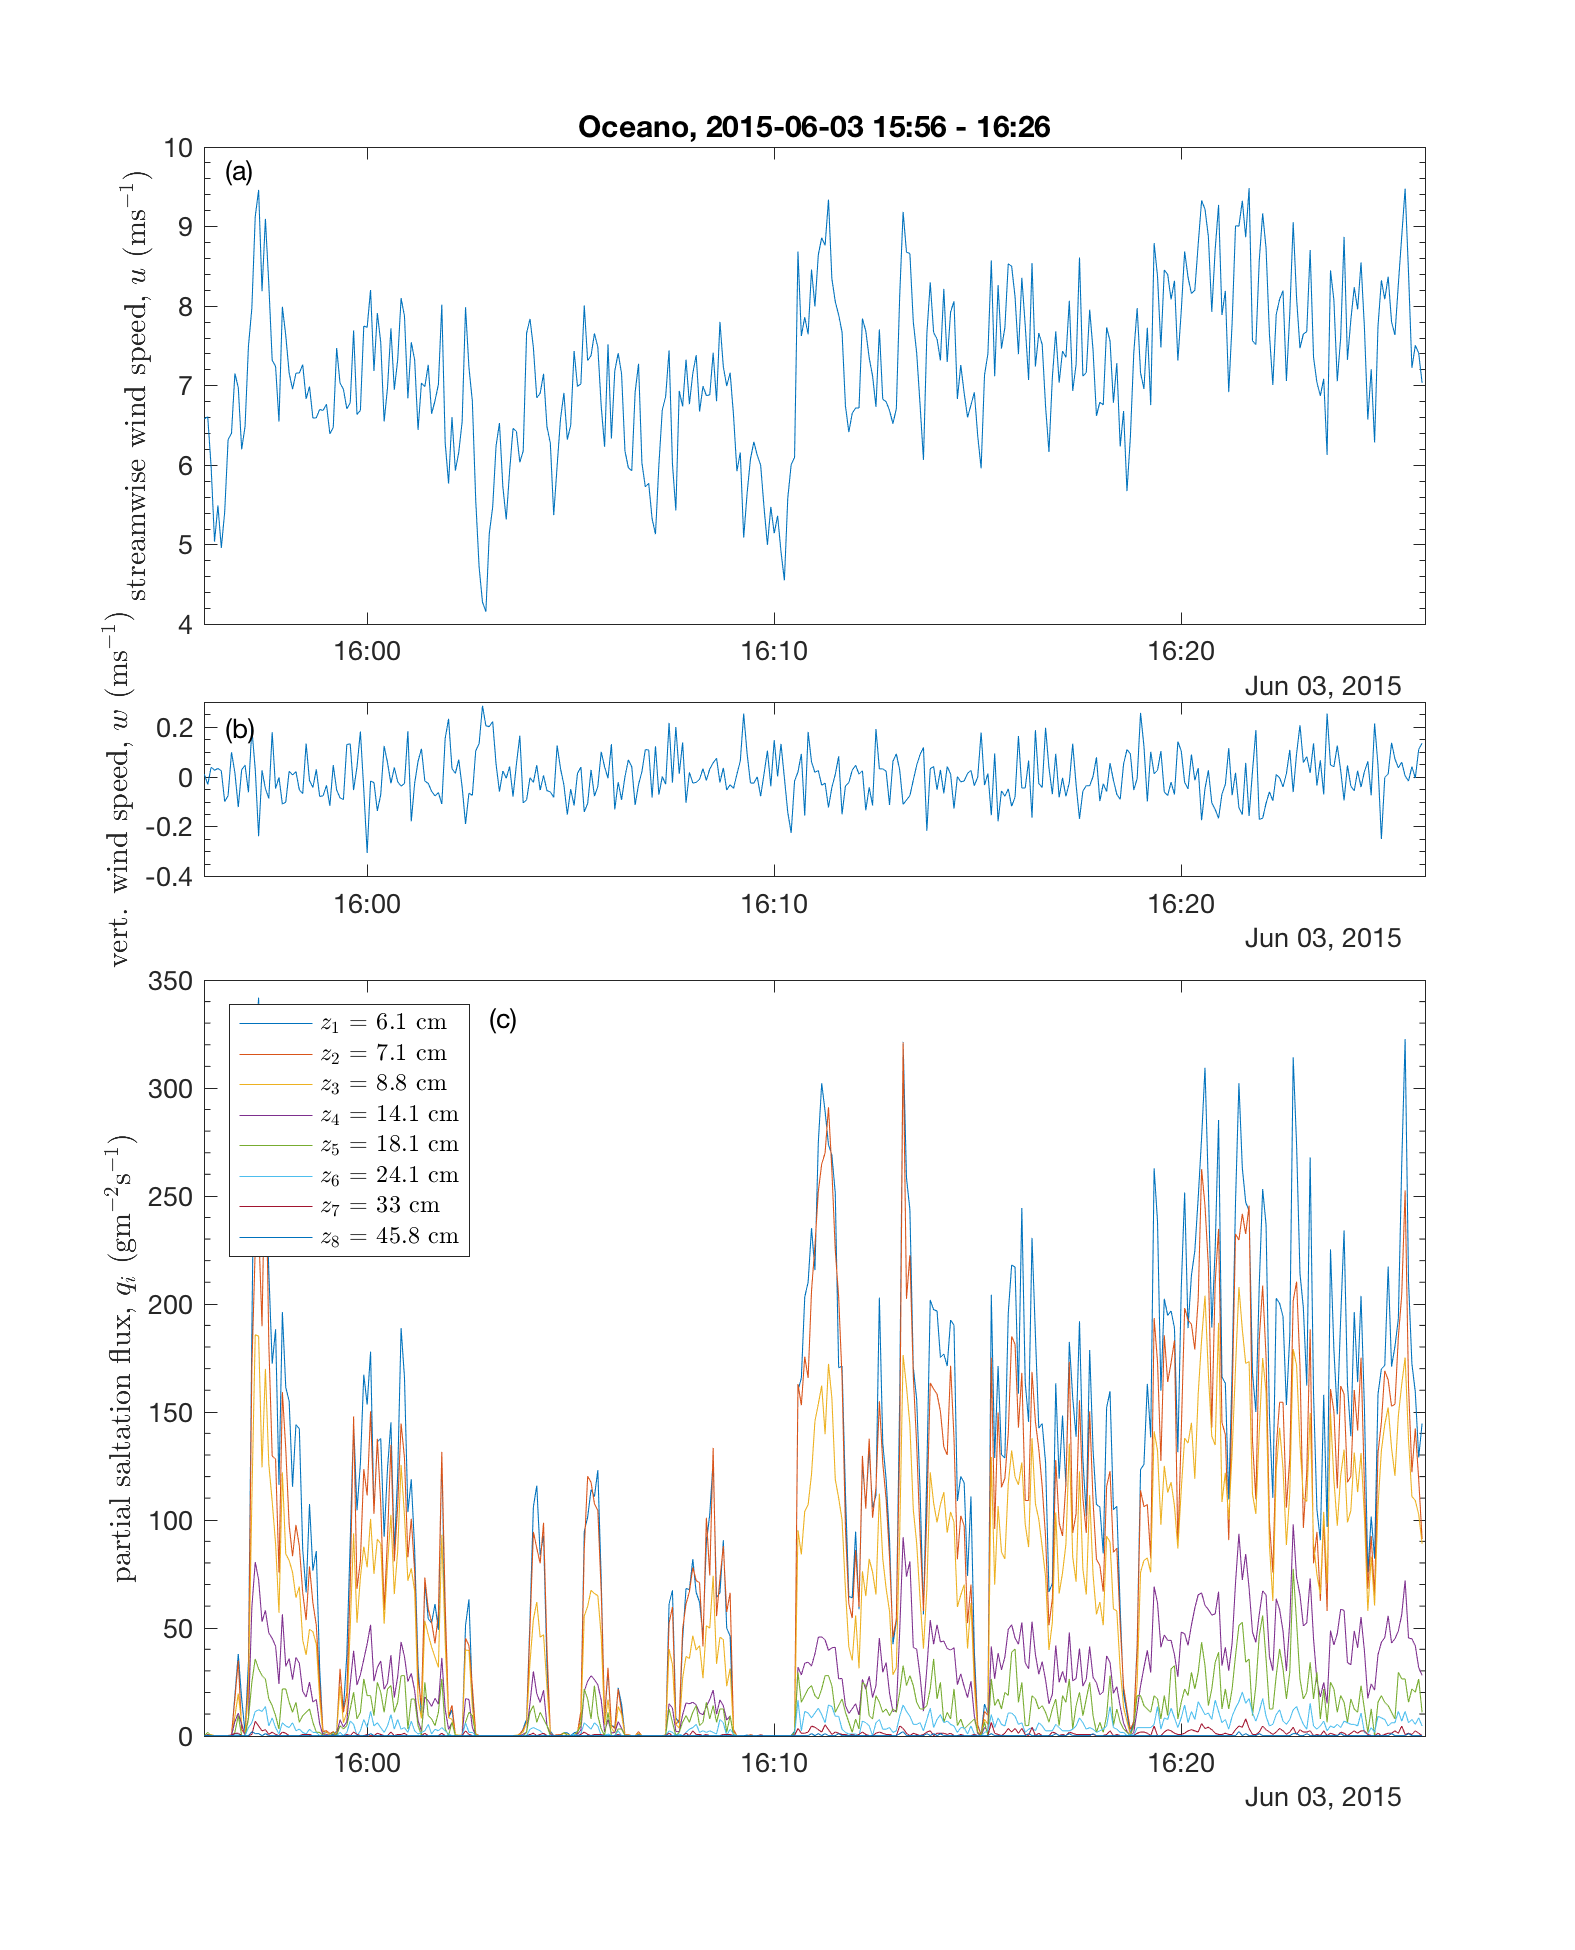 Oceano, 2015-06-03 15:56 - 16:26
(a)
streamwise wind speed, u (ms⁻¹)
10
9
8
7
6
5
4
16:00 16:10 16:20
Jun 03, 2015
(b)
vert. wind speed, w (ms⁻¹)
0.2
0
-0.2
-0.4
16:00 16:10 16:20
Jun 03, 2015
(c)
partial saltation flux, qᵢ (gm⁻²s⁻¹)
350
300
250
200
150
100
50
0
z₁ = 6.1 cm
z₂ = 7.1 cm
z₃ = 8.8 cm
z₄ = 14.1 cm
z₅ = 18.1 cm
z₆ = 24.1 cm
z₇ = 33 cm
z₈ = 45.8 cm
16:00 16:10 16:20
Jun 03, 2015